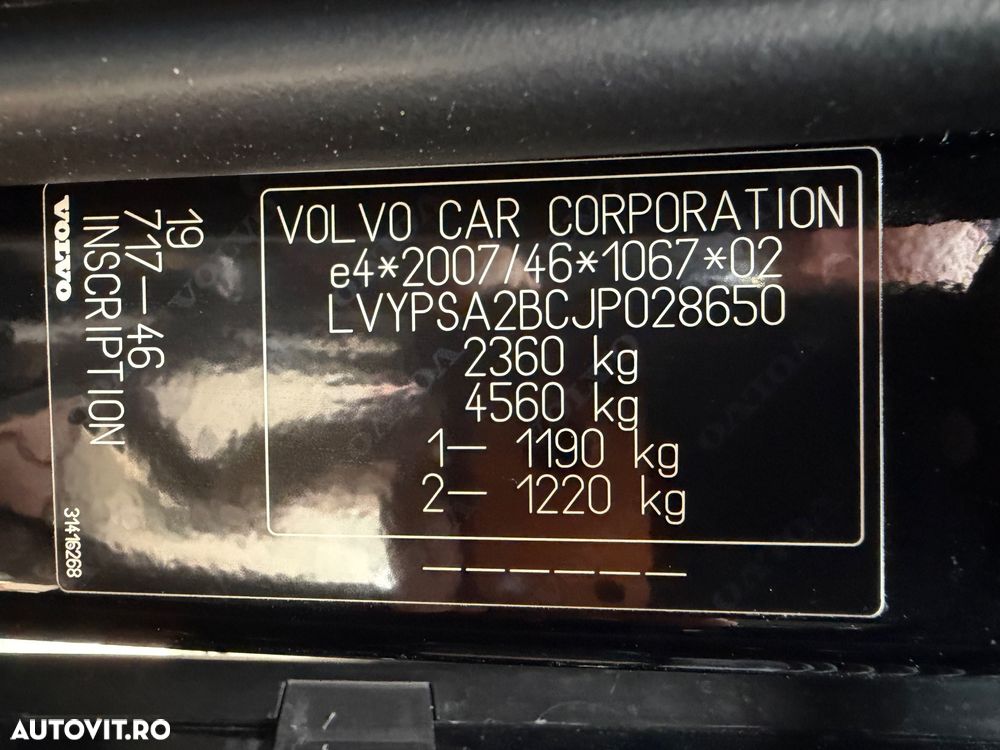 VOLVO CAR CORPORATION
e4*2007/46*1067*02
LVYPSA2BCJP028650
2360 kg
4560 kg
1— 1190 kg
2— 1220 kg
— — — — — —
19
717—46
INSCRIPTION
VOLVO
31416268
AUTOVIT.RO